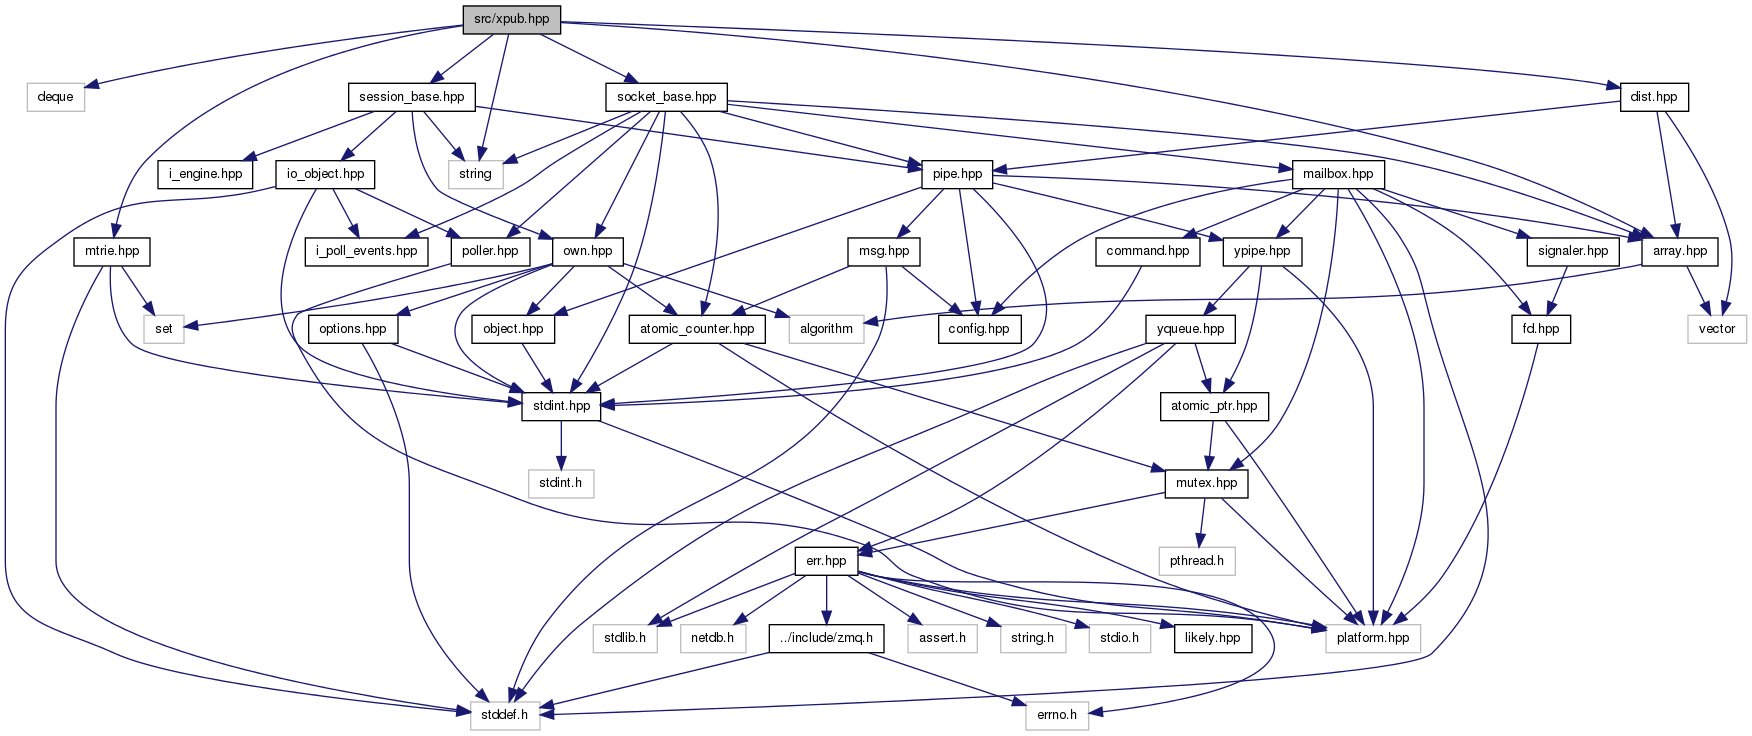 src/xpub.hpp
deque
session_base.hpp
socket_base.hpp
dist.hpp
i_engine.hpp
io_object.hpp
string
pipe.hpp
mailbox.hpp
mtrie.hpp
i_poll_events.hpp
poller.hpp
own.hpp
msg.hpp
command.hpp
ypipe.hpp
signaler.hpp
array.hpp
set
options.hpp
object.hpp
atomic_counter.hpp
algorithm
config.hpp
yqueue.hpp
fd.hpp
vector
stdint.hpp
atomic_ptr.hpp
stdint.h
mutex.hpp
err.hpp
pthread.h
stdlib.h
netdb.h
../include/zmq.h
assert.h
string.h
stdio.h
likely.hpp
platform.hpp
stddef.h
errno.h